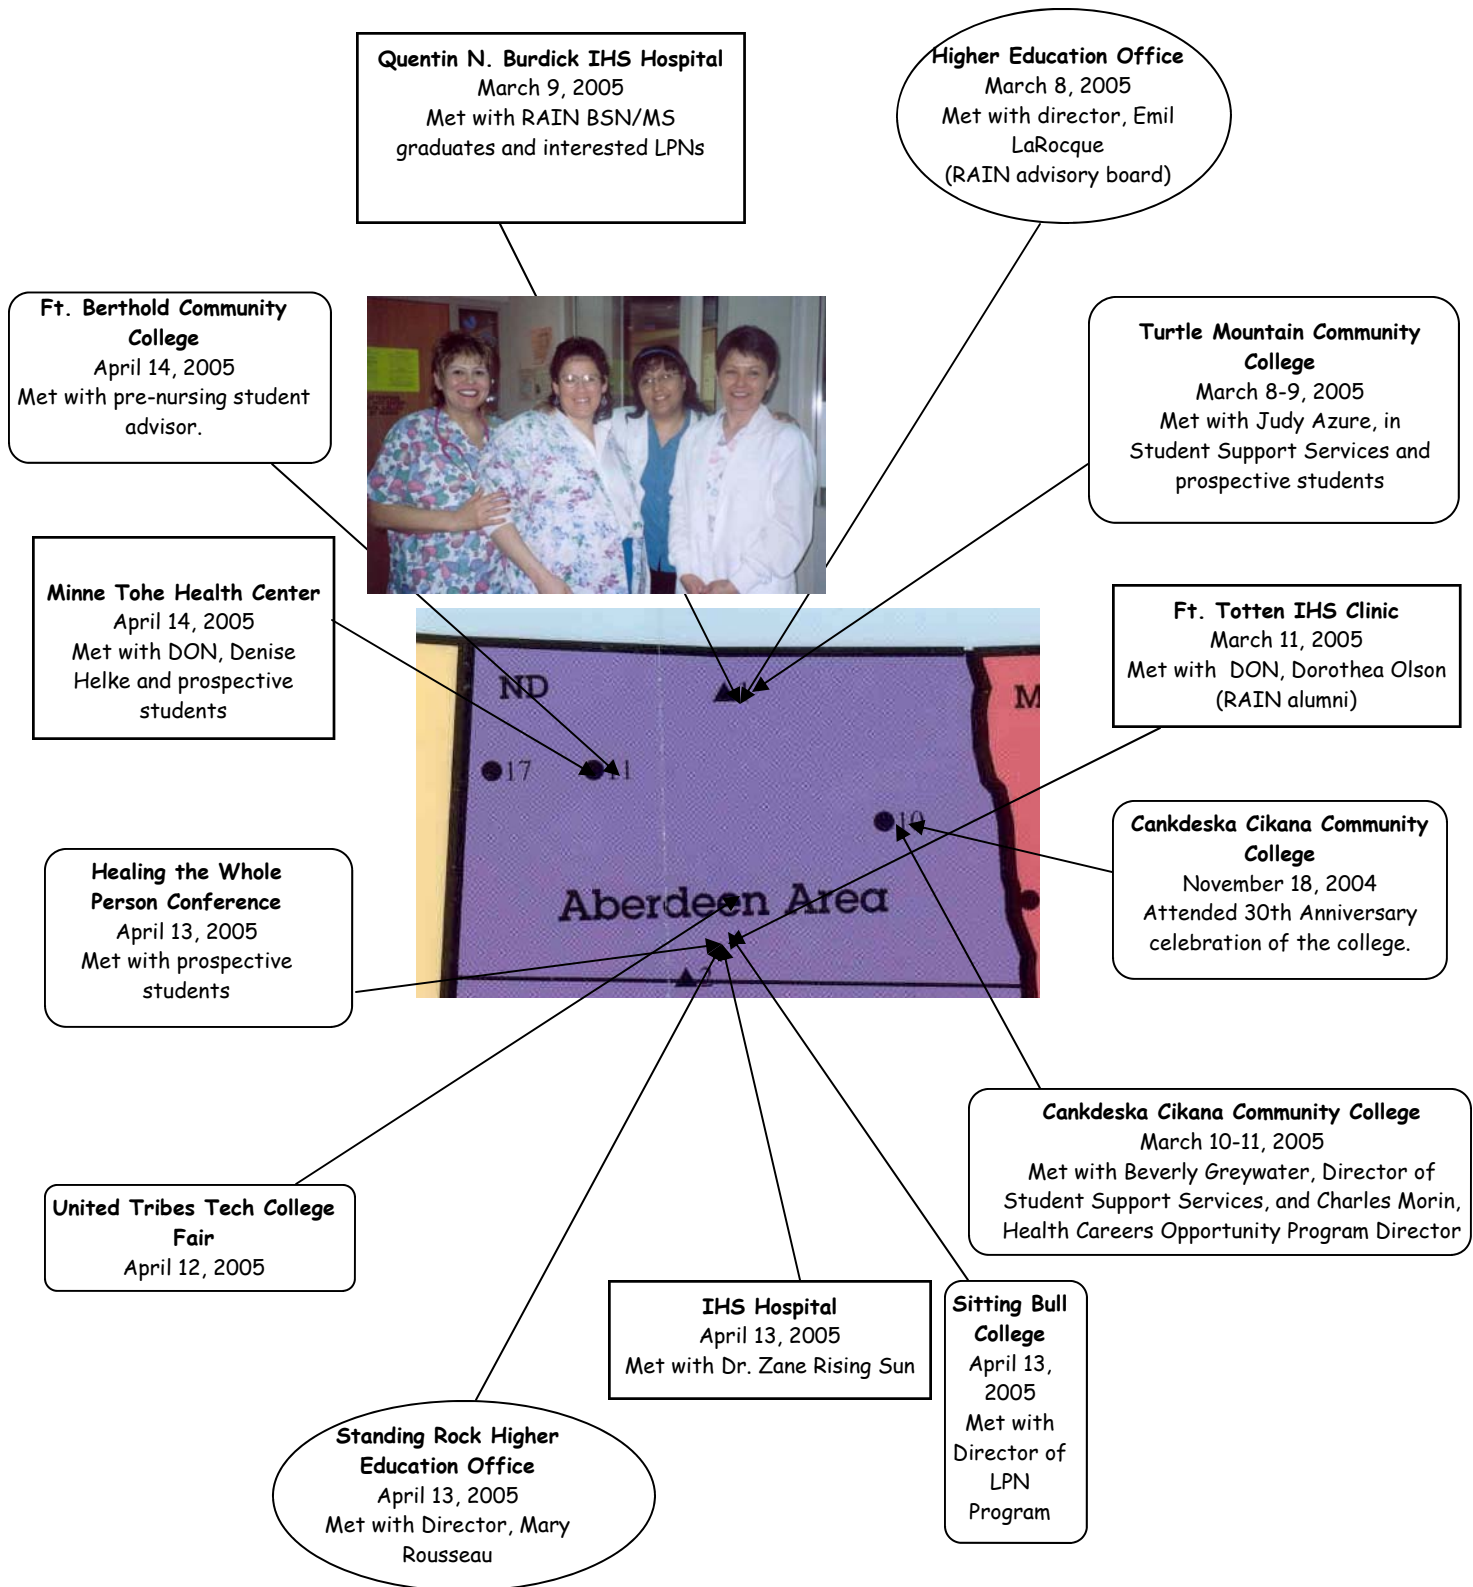 Quentin N. Burdick IHS Hospital
March 9, 2005
Met with RAIN BSN/MS
graduates and interested LPNs
Higher Education Office
March 8, 2005
Met with director, Emil
LaRocque
(RAIN advisory board)
Ft. Berthold Community
College
April 14, 2005
Met with pre-nursing student
advisor.
Turtle Mountain Community
College
March 8-9, 2005
Met with Judy Azure, in
Student Support Services and
prospective students
Minne Tohe Health Center
April 14, 2005
Met with DON, Denise
Helke and prospective
students
Ft. Totten IHS Clinic
March 11, 2005
Met with DON, Dorothea Olson
(RAIN alumni)
ND
M
17
11
10
Aberdeen Area
2
Cankdeska Cikana Community
College
November 18, 2004
Attended 30th Anniversary
celebration of the college.
Healing the Whole
Person Conference
April 13, 2005
Met with prospective
students
Cankdeska Cikana Community College
March 10-11, 2005
Met with Beverly Greywater, Director of
Student Support Services, and Charles Morin,
Health Careers Opportunity Program Director
United Tribes Tech College
Fair
April 12, 2005
IHS Hospital
April 13, 2005
Met with Dr. Zane Rising Sun
Sitting Bull
College
April 13,
2005
Met with
Director of
LPN
Program
Standing Rock Higher
Education Office
April 13, 2005
Met with Director, Mary
Rousseau